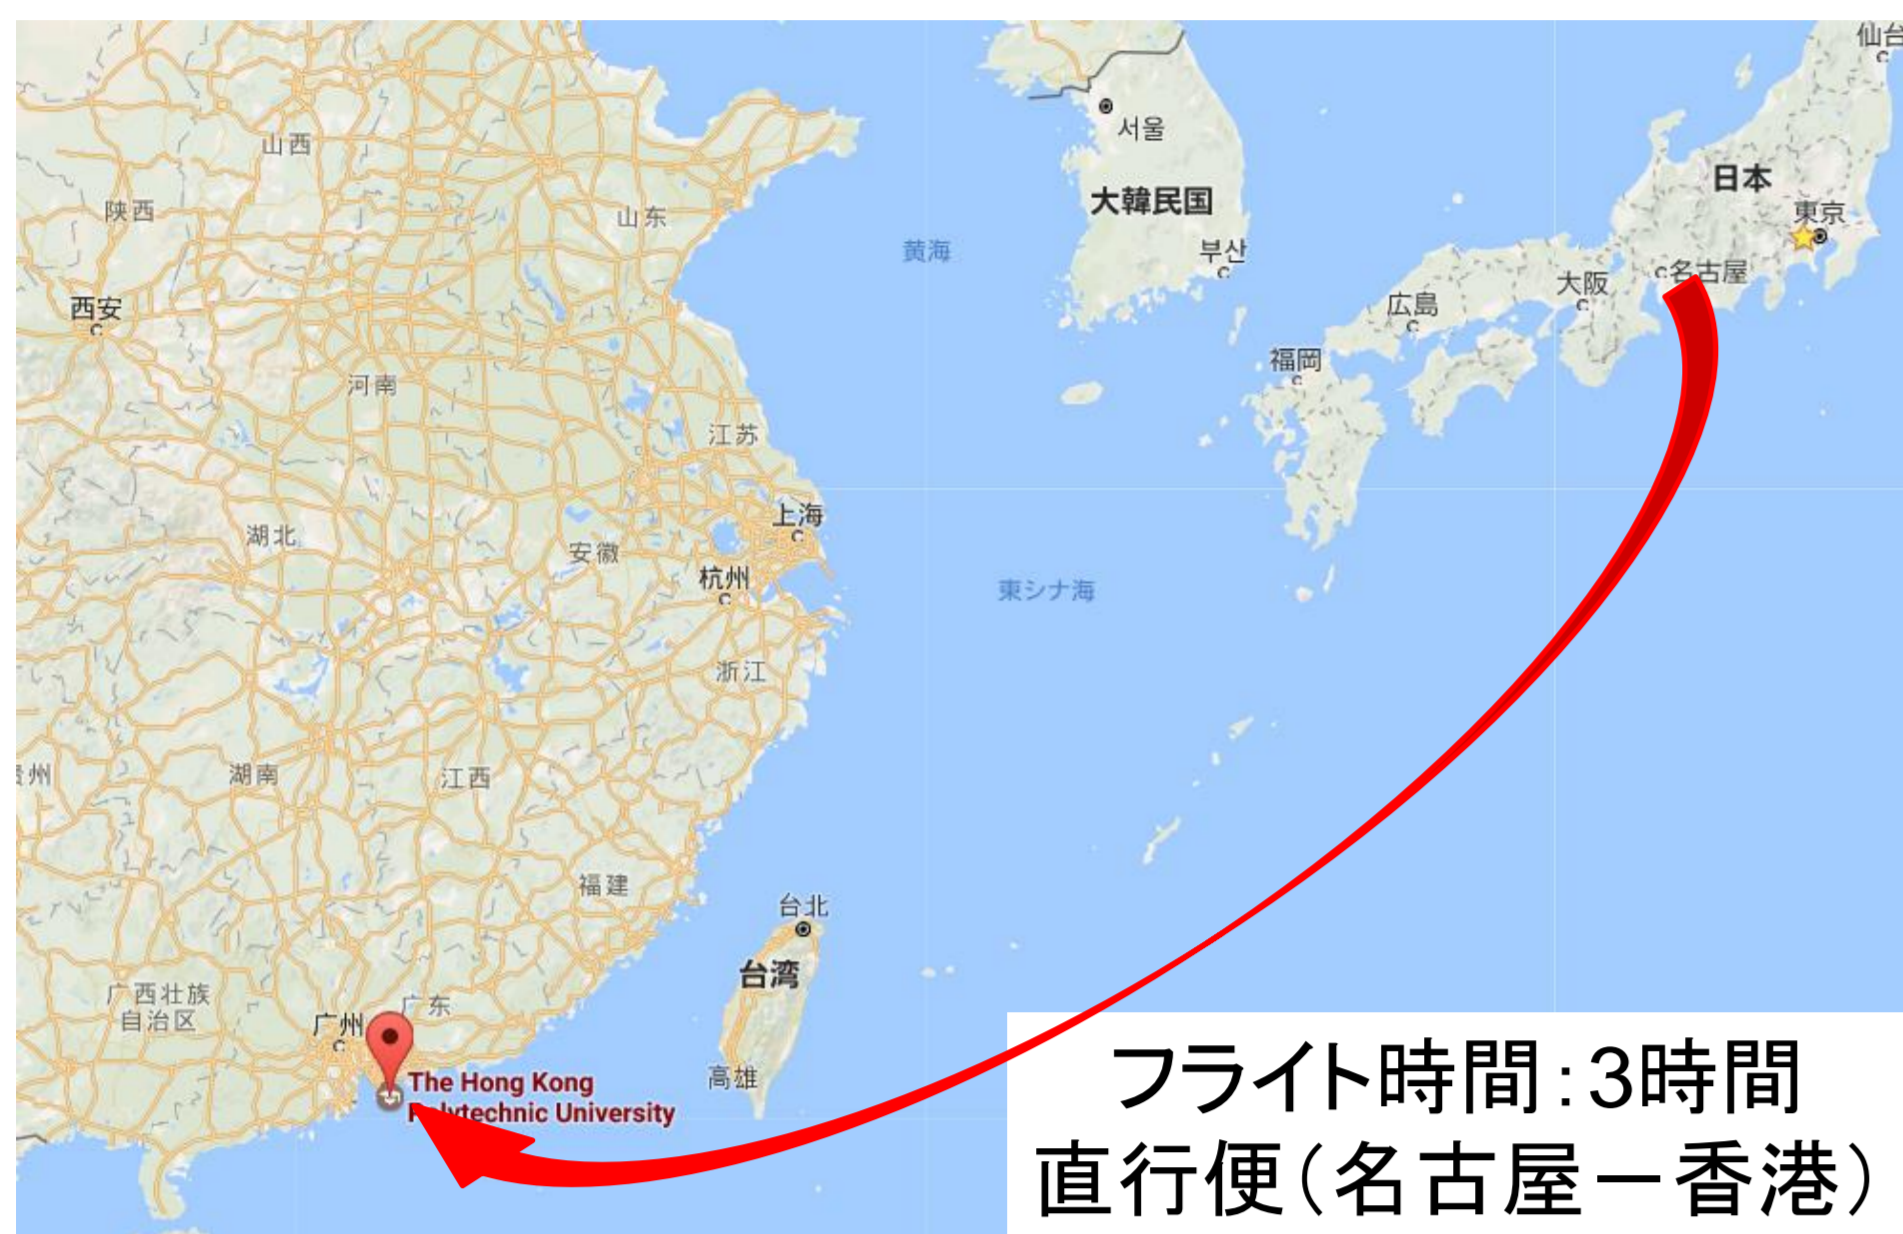 仙台
山西
서울
陕西
日本
大韓民国
東京
山东
부산
黄海
名古屋
大阪
西安
広島
福岡
河南
江苏
上海
湖北
安徽
杭州
東シナ海
浙江
州
湖南
江西
福建
台北
台湾
广西壮族
自治区
广东
广州
高雄
The Hong Kong
Polytechnic University
フライト時間:3時間
直行便(名古屋-香港)